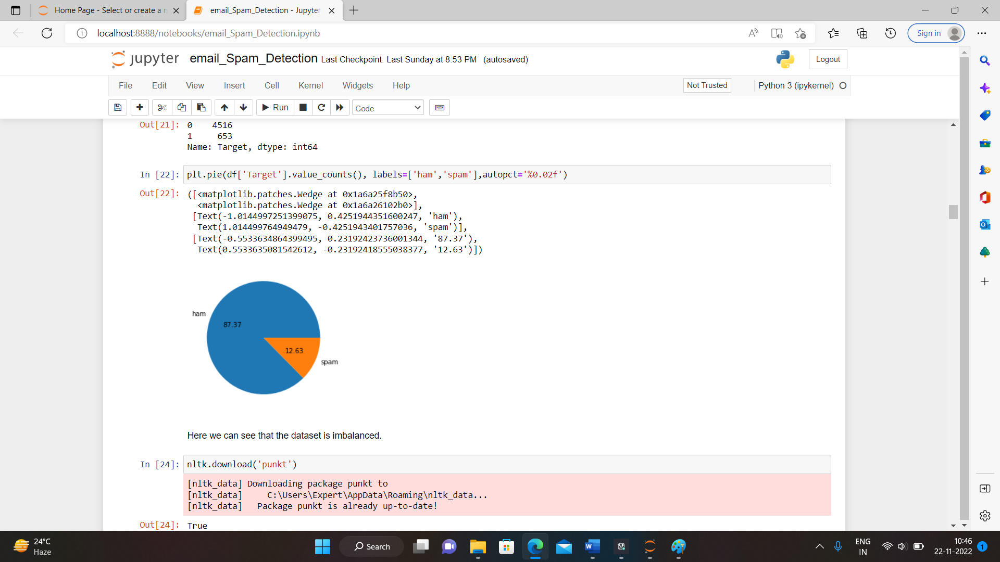 Home Page - Select or create a n
email_Spam_Detection - Jupyter
localhost:8888/notebooks/email_Spam_Detection.ipynb
Sign in
jupyter email_Spam_Detection Last Checkpoint: Last Sunday at 8:53 PM (autosaved)
Logout
File Edit View Insert Cell Kernel Widgets Help
Not Trusted
Python 3 (ipykernel)
Run
Code
Out[21]: 0    4516
1     653
Name: Target, dtype: int64
In [22]: plt.pie(df['Target'].value_counts(), labels=['ham','spam'],autopct='%0.02f')
Out[22]: ([<matplotlib.patches.Wedge at 0x1a6a25f8b50>,
<matplotlib.patches.Wedge at 0x1a6a26102b0>],
[Text(-1.0144997251399075, 0.4251944351600247, 'ham'),
Text(1.014499764949479, -0.4251943401757036, 'spam')],
[Text(-0.5533634864399495, 0.23192423736001344, '87.37'),
Text(0.5533635081542612, -0.23192418555038377, '12.63')])
ham
87.37
12.63
spam
Here we can see that the dataset is imbalanced.
In [24]: nltk.download('punkt')
[nltk_data] Downloading package punkt to
[nltk_data]     C:\Users\Expert\AppData\Roaming\nltk_data...
[nltk_data]   Package punkt is already up-to-date!
Out[24]: True
24°C
Haze
Search
ENG
IN
10:46
22-11-2022
1